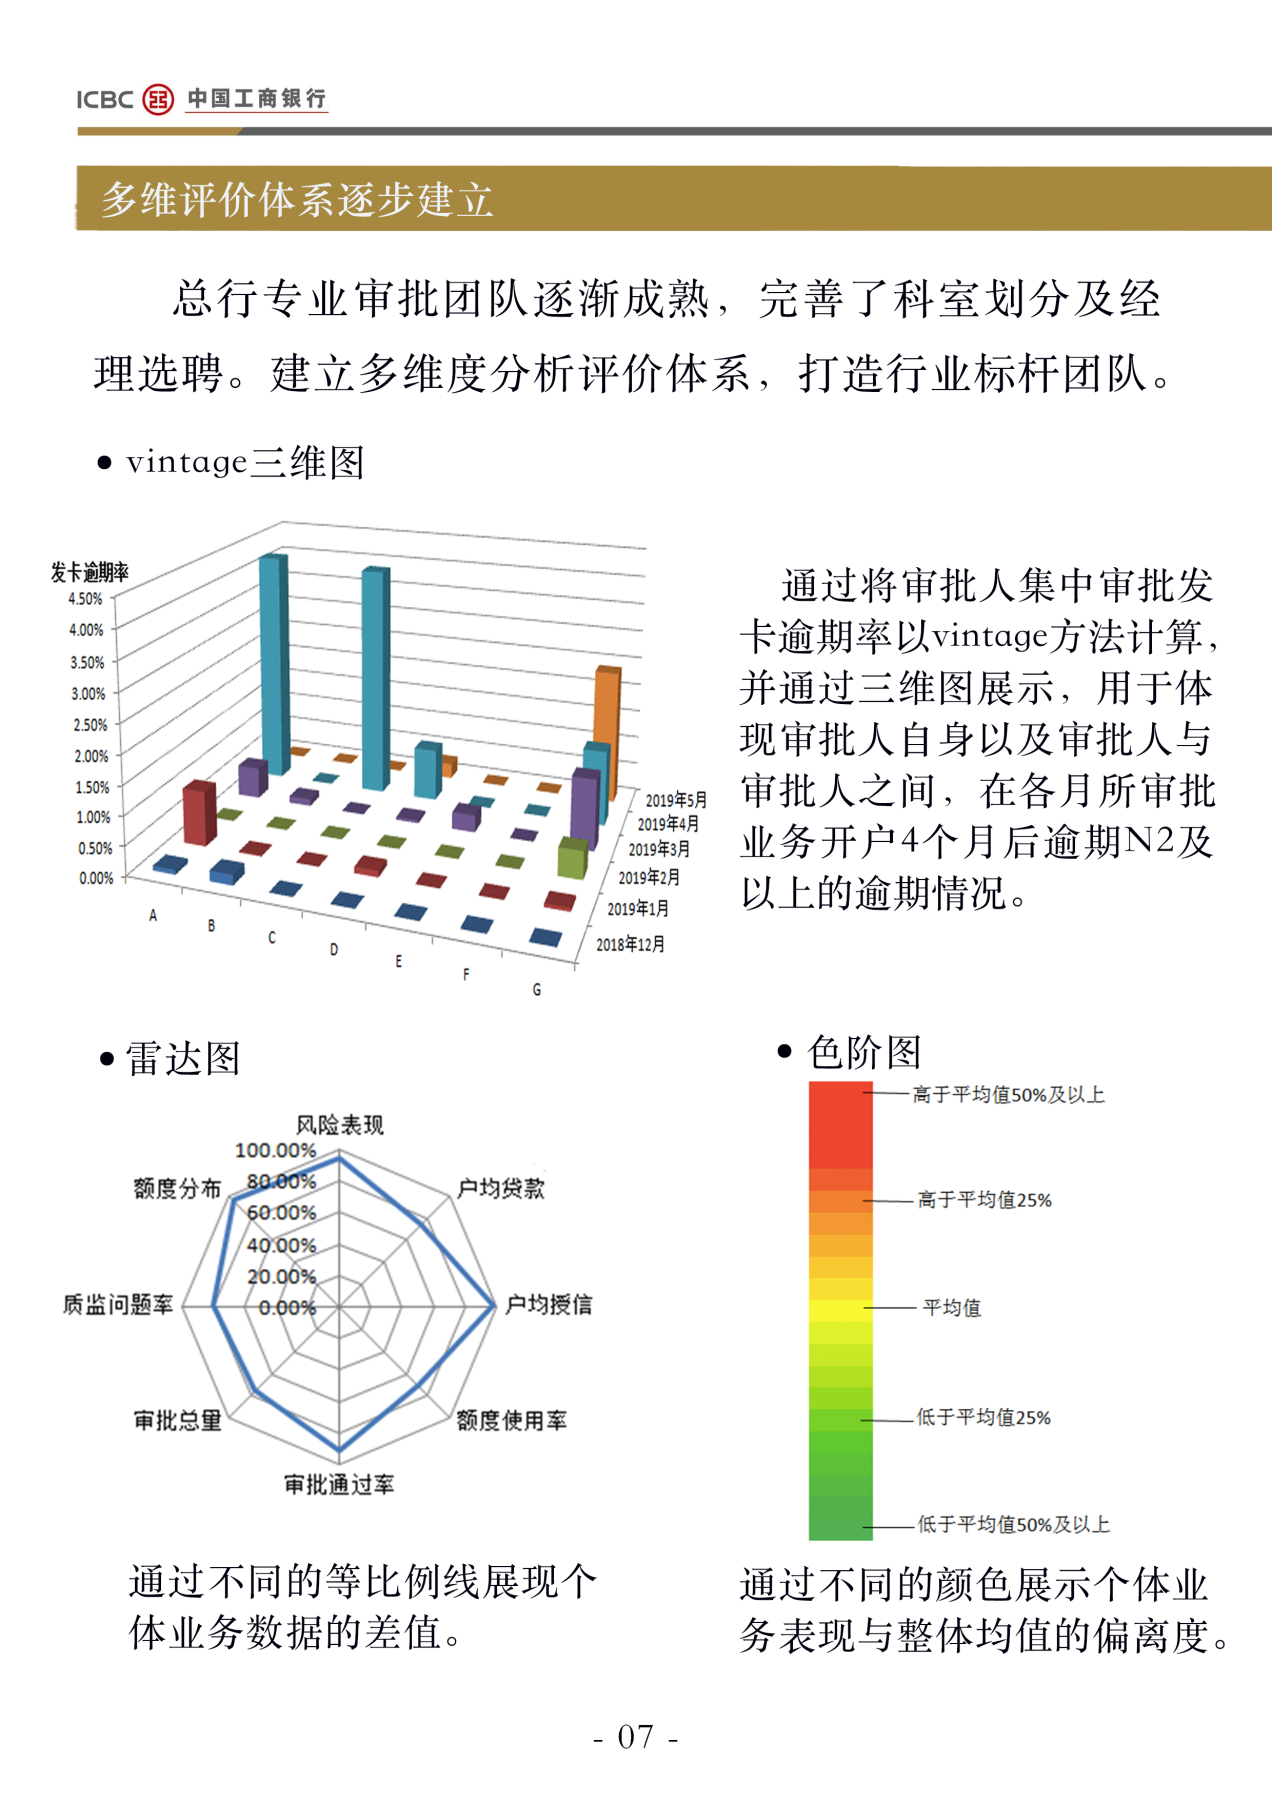 ICBC 中国工商银行
多维评价体系逐步建立
总行专业审批团队逐渐成熟，完善了科室划分及经
理选聘。建立多维度分析评价体系，打造行业标杆团队。
• vintage三维图
发卡逾期率
4.50%
4.00%
3.50%
3.00%
2.50%
2.00%
1.50%
1.00%
0.50%
0.00%
A
B
C
D
E
F
G
2019年5月
2019年4月
2019年3月
2019年2月
2019年1月
2018年12月
通过将审批人集中审批发
卡逾期率以vintage方法计算，
并通过三维图展示，用于体
现审批人自身以及审批人与
审批人之间，在各月所审批
业务开户4个月后逾期N2及
以上的逾期情况。
• 雷达图
风险表现
100.00%
80.00%
60.00%
40.00%
20.00%
0.00%
户均贷款
户均授信
额度使用率
审批通过率
审批总量
质监问题率
额度分布
通过不同的等比例线展现个
体业务数据的差值。
• 色阶图
高于平均值50%及以上
高于平均值25%
平均值
低于平均值25%
低于平均值50%及以上
通过不同的颜色展示个体业
务表现与整体均值的偏离度。
- 07 -